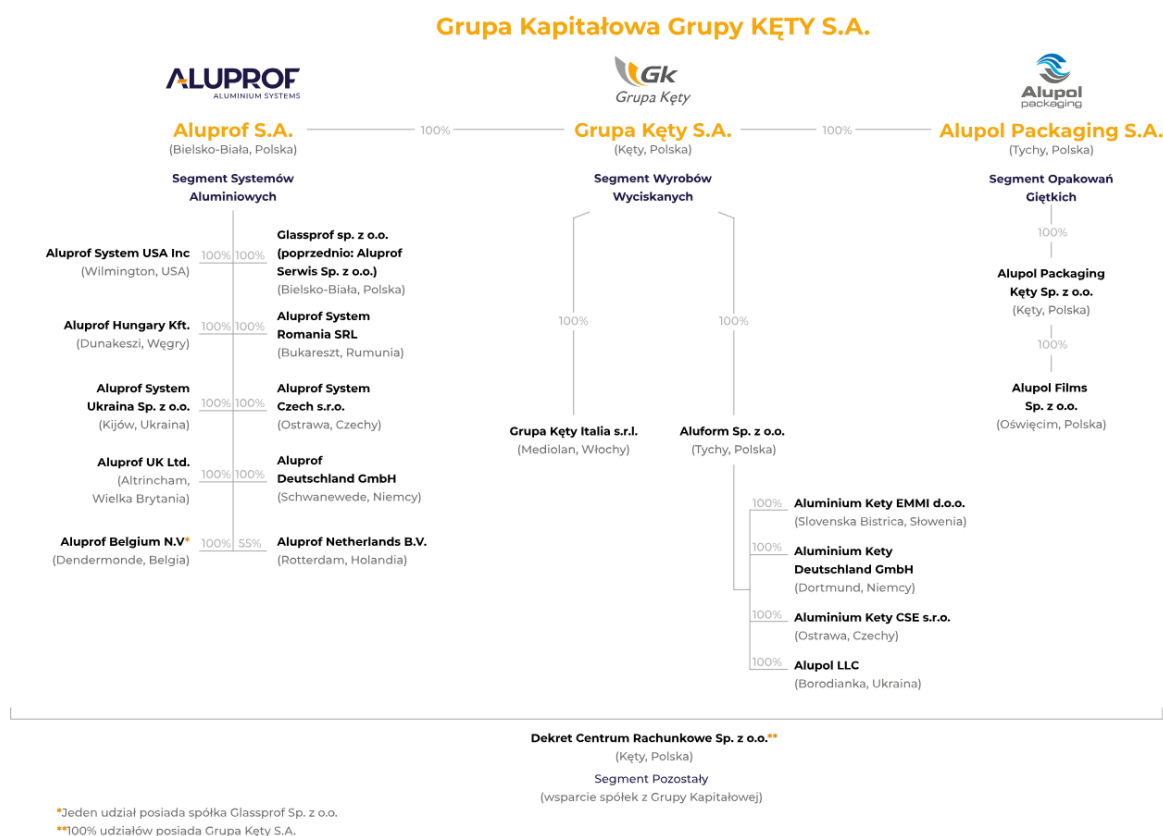 Grupa Kapitałowa Grupy KĘTY S.A.
ALUPROF
ALUMINIUM SYSTEMS
Gk
Grupa Kęty
Alupol
packaging
Aluprof S.A.
100%
Grupa Kęty S.A.
100%
Alupol Packaging S.A.
(Bielsko-Biała, Polska)
(Kęty, Polska)
(Tychy, Polska)
Segment Systemów
Aluminiowych
Segment Wyrobów
Wyciskanych
Segment Opakowań
Giętkich
Aluprof System USA Inc
(Wilmington, USA)
100%
100%
Glassprof sp. z o.o.
(poprzednio: Aluprof
Serwis Sp. z o.o.)
(Bielsko-Biała, Polska)
Aluprof Hungary Kft.
(Dunakeszi, Węgry)
100%
100%
Aluprof System
Romania SRL
(Bukareszt, Rumunia)
Aluprof System
Ukraina Sp. z o.o.
(Kijów, Ukraina)
100%
100%
Aluprof System
Czech s.r.o.
(Ostrawa, Czechy)
Aluprof UK Ltd.
(Altrincham,
Wielka Brytania)
100%
100%
Aluprof
Deutschland GmbH
(Schwanewede, Niemcy)
Aluprof Belgium N.V*
(Dendermonde, Belgia)
100%
55%
Aluprof Netherlands B.V.
(Rotterdam, Holandia)
100%
Grupa Kęty Italia s.r.l.
(Mediolan, Włochy)
100%
Aluform Sp. z o.o.
(Tychy, Polska)
100%
Aluminium Kety EMMI d.o.o.
(Slovenska Bistrica, Słowenia)
100%
Aluminium Kety
Deutschland GmbH
(Dortmund, Niemcy)
100%
Aluminium Kety CSE s.r.o.
(Ostrawa, Czechy)
100%
Alupol LLC
(Borodianka, Ukraina)
100%
Alupol Packaging
Kęty Sp. z o.o.
(Kęty, Polska)
100%
Alupol Films
Sp. z o.o.
(Oświęcim, Polska)
Dekret Centrum Rachunkowe Sp. z o.o.**
(Kęty, Polska)
Segment Pozostały
(wsparcie spółek z Grupy Kapitałowej)
*Jeden udział posiada spółka Glassprof Sp. z o.o.
**100% udziałów posiada Grupa Kęty S.A.